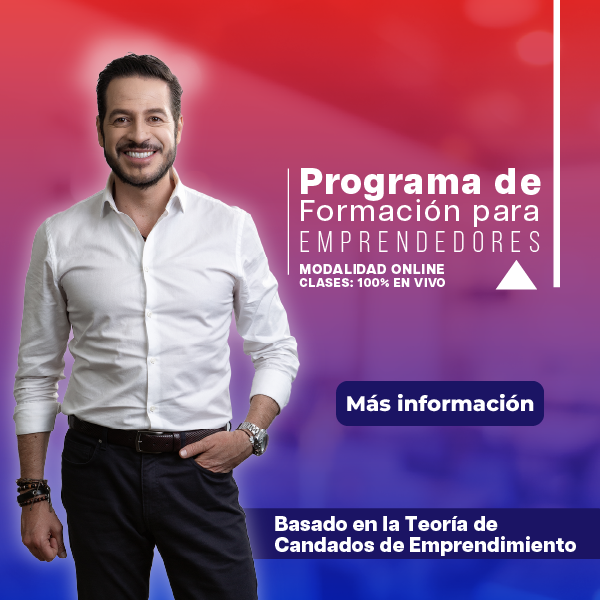 Programa de
Formación para
EMPRENDEDORES
MODALIDAD ONLINE
CLASES: 100% EN VIVO
Más información
Basado en la Teoría de
Candados de Emprendimiento